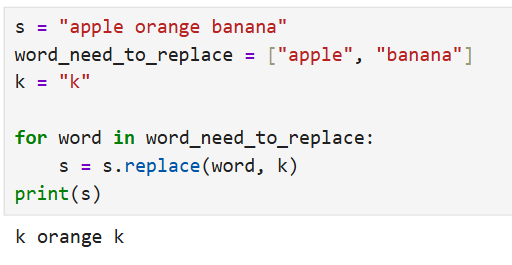 s = "apple orange banana"
word_need_to_replace = ["apple", "banana"]
k = "k"
for word in word_need_to_replace:
    s = s.replace(word, k)
print(s)
k orange k